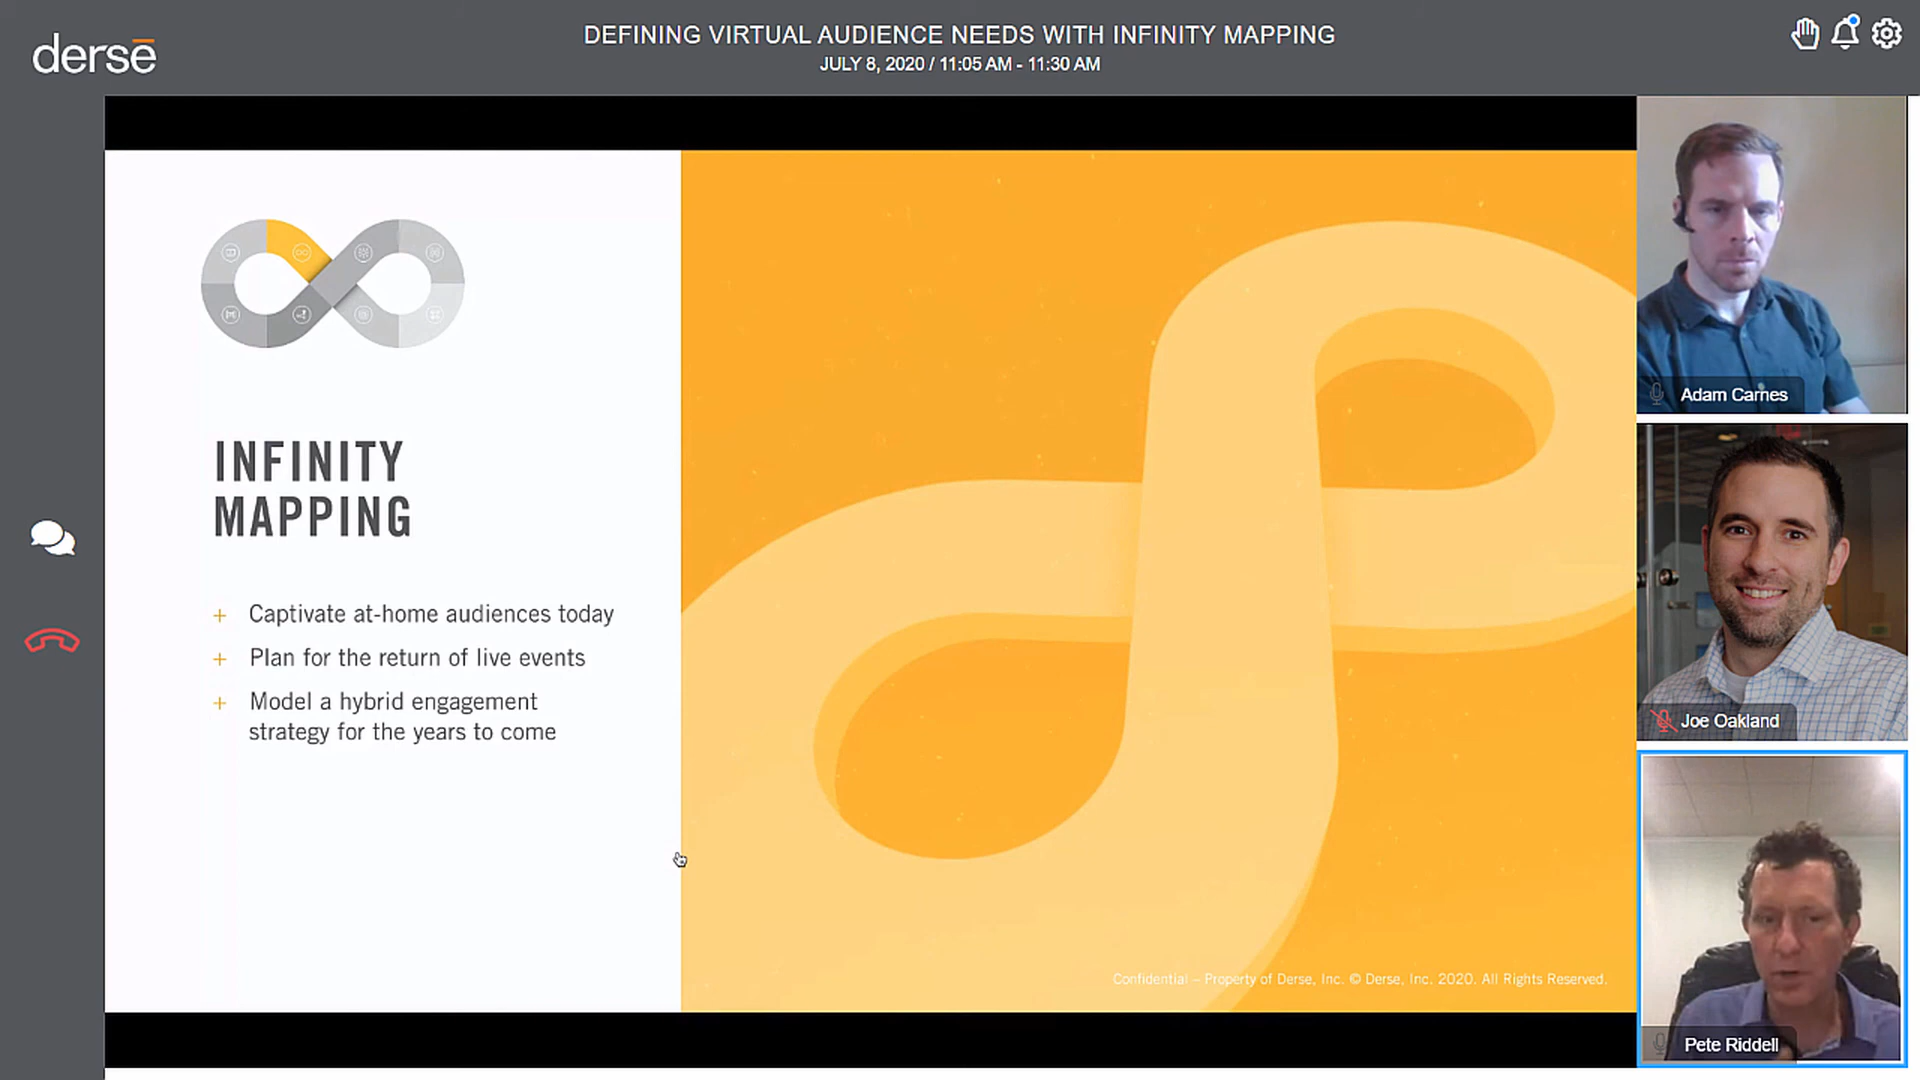 dersē
DEFINING VIRTUAL AUDIENCE NEEDS WITH INFINITY MAPPING
JULY 8, 2020 / 11:05 AM - 11:30 AM
INFINITY
MAPPING
+ Captivate at-home audiences today
+ Plan for the return of live events
+ Model a hybrid engagement
strategy for the years to come
Confidential – Property of Derse, Inc. © Derse, Inc. 2020. All Rights Reserved.
Adam Carnes
Joe Oakland
Pete Riddell